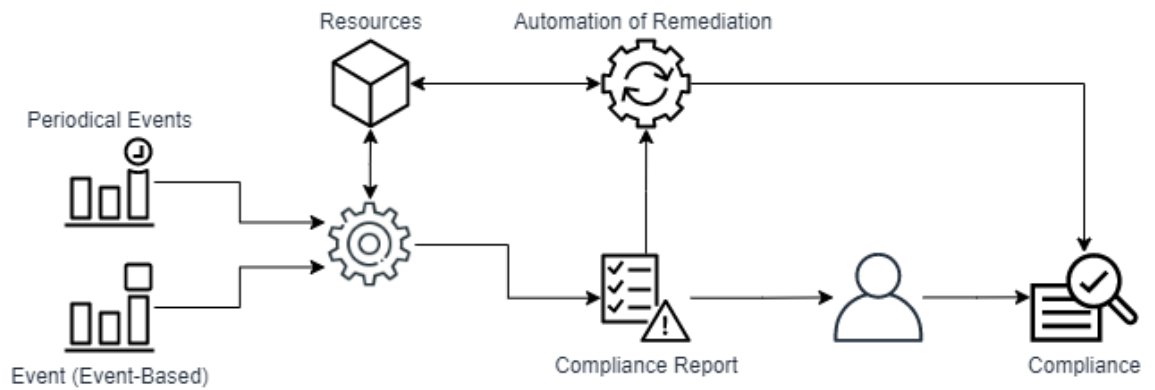 Resources
Automation of Remediation
Periodical Events
Event (Event-Based)
Compliance Report
Compliance